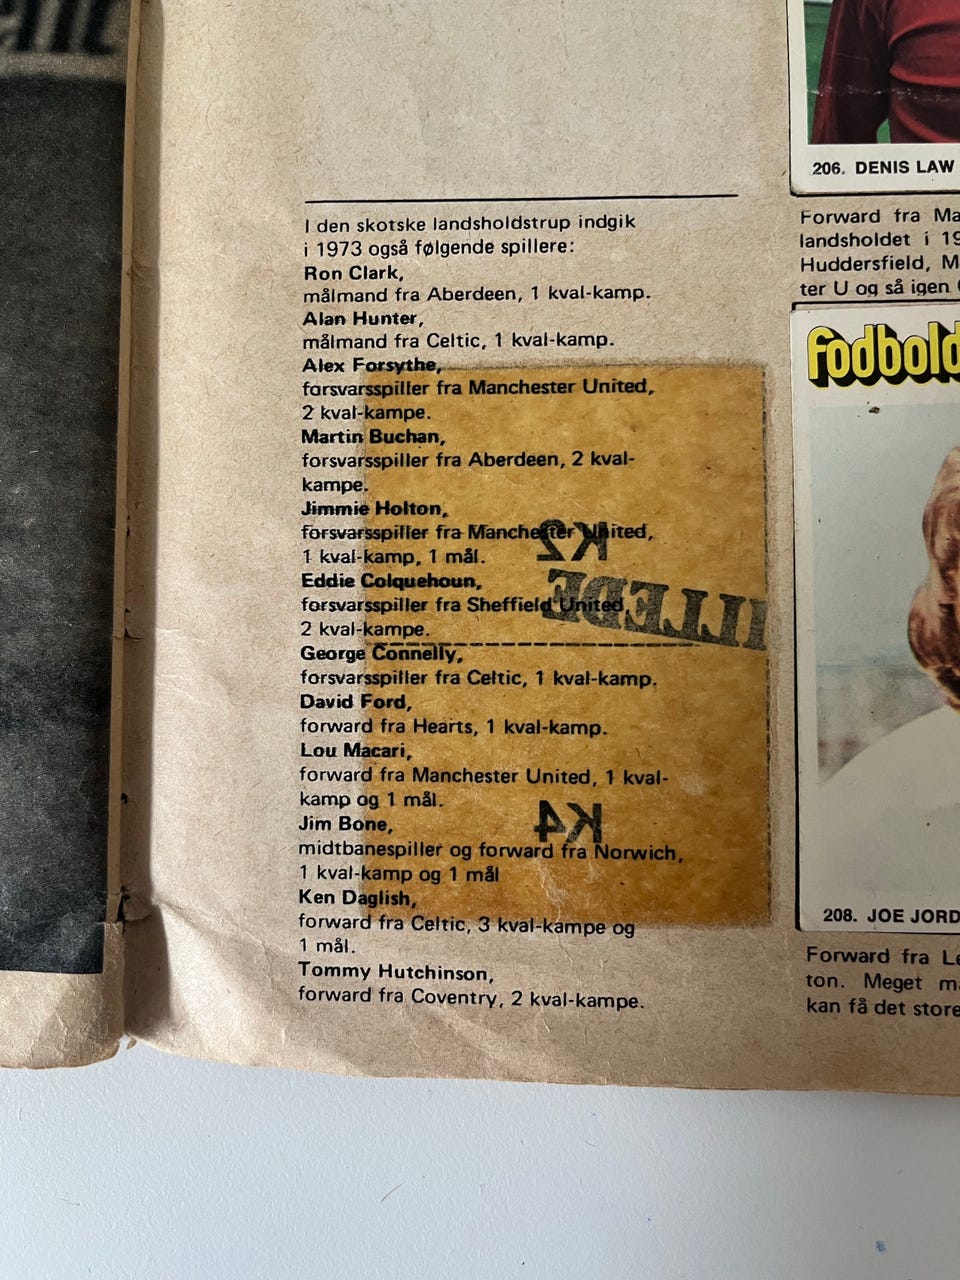 I den skotske landsholdstrup indgik
i 1973 også følgende spillere:
Ron Clark,
målmand fra Aberdeen, 1 kval-kamp.
Alan Hunter,
målmand fra Celtic, 1 kval-kamp.
Alex Forsythe,
forsvarsspiller fra Manchester United,
2 kval-kampe.
Martin Buchan,
forsvarsspiller fra Aberdeen, 2 kval-
kampe.
Jimmie Holton,
forsvarsspiller fra Manchester United,
1 kval-kamp, 1 mål.
Eddie Colquehoun,
forsvarsspiller fra Sheffield United,
2 kval-kampe.
George Connelly,
forsvarsspiller fra Celtic, 1 kval-kamp.
David Ford,
forward fra Hearts, 1 kval-kamp.
Lou Macari,
forward fra Manchester United, 1 kval-
kamp og 1 mål.
Jim Bone,
midtbanespiller og forward fra Norwich,
1 kval-kamp og 1 mål
Ken Daglish,
forward fra Celtic, 3 kval-kampe og
1 mål.
Tommy Hutchinson,
forward fra Coventry, 2 kval-kampe.
K2
ILLEDE
K4
206. DENIS LAW
Forward fra Ma
landsholdet i 19
Huddersfield, M
ter U og så igen
fodbold
208. JOE JORD
Forward fra Le
ton. Meget m
kan få det store